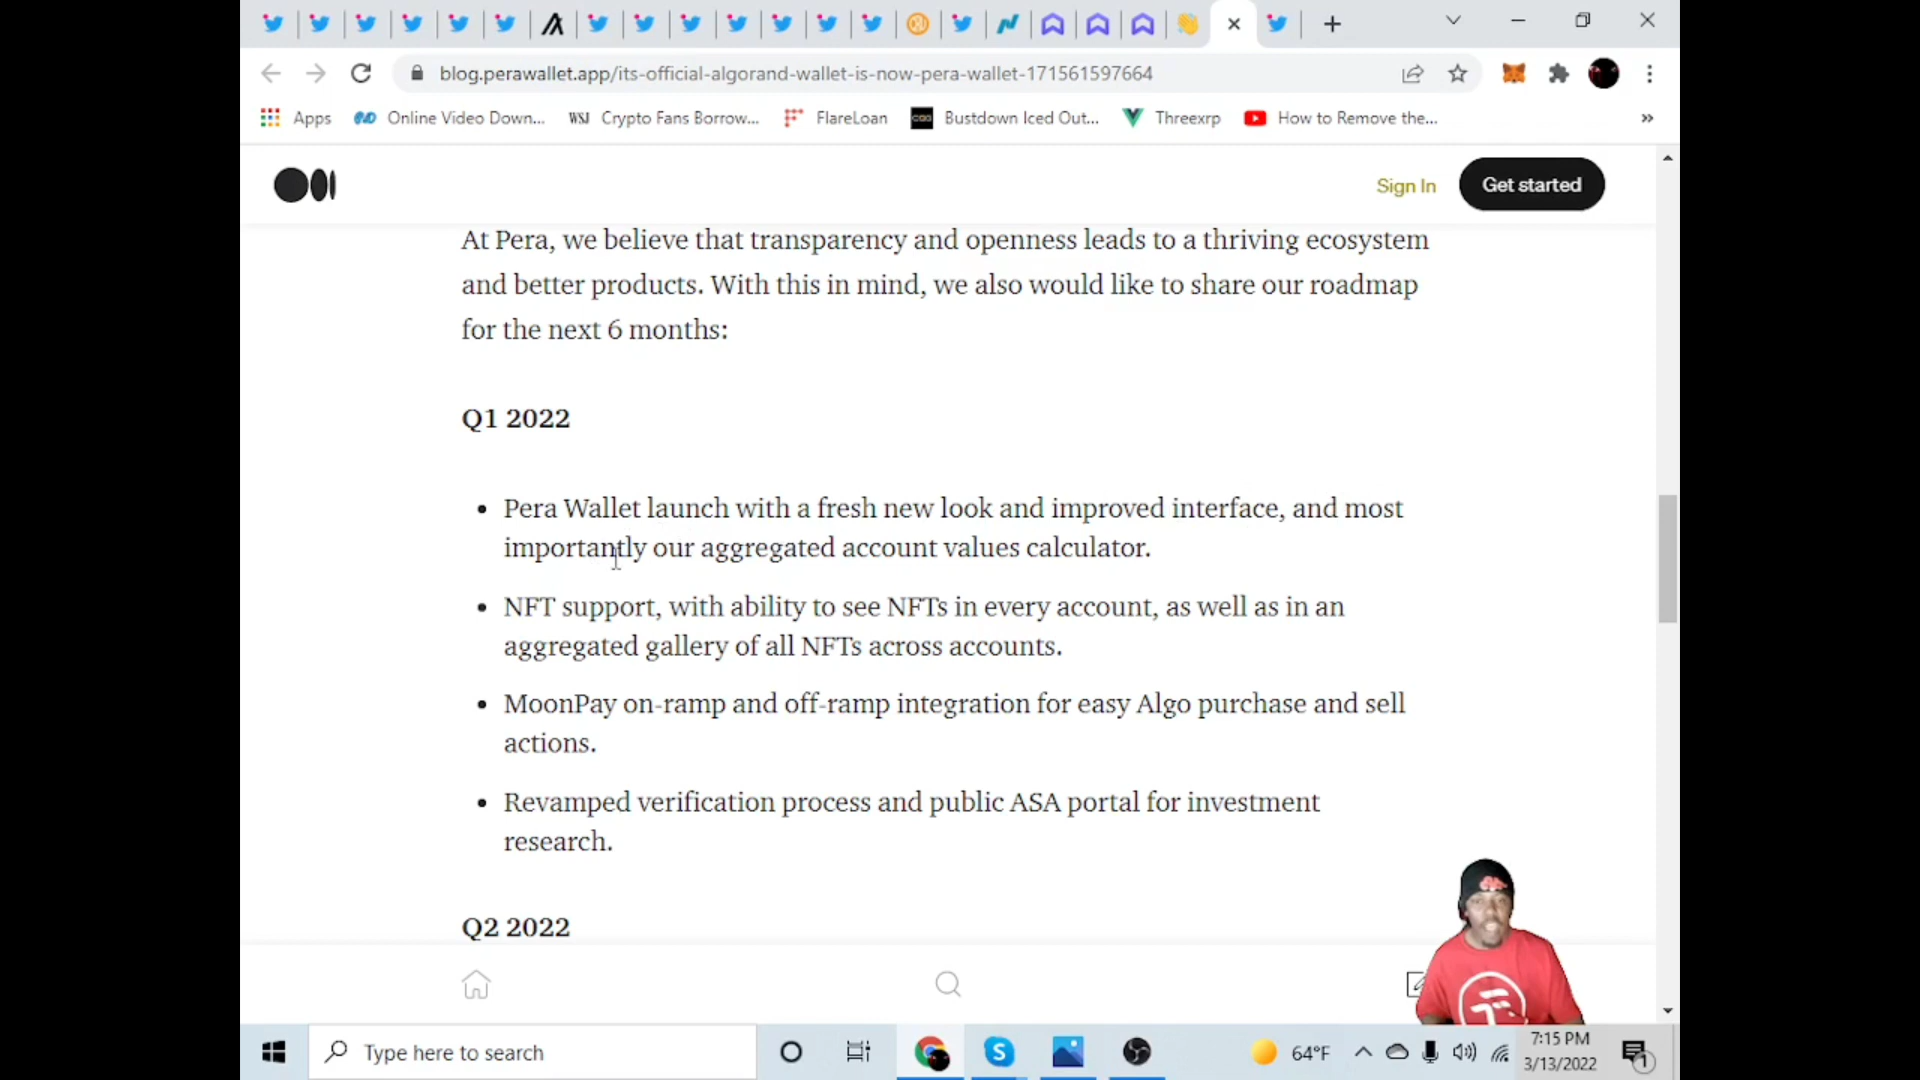 blog.perawallet.app/its-official-algorand-wallet-is-now-pera-wallet-171561597664
Apps Online Video Down... WSJ Crypto Fans Borrow... FlareLoan Bustdown Iced Out... Threexrp How to Remove the... »
Sign In Get started
At Pera, we believe that transparency and openness leads to a thriving ecosystem
and better products. With this in mind, we also would like to share our roadmap
for the next 6 months:
Q1 2022
• Pera Wallet launch with a fresh new look and improved interface, and most
importantly our aggregated account values calculator.
• NFT support, with ability to see NFTs in every account, as well as in an
aggregated gallery of all NFTs across accounts.
• MoonPay on-ramp and off-ramp integration for easy Algo purchase and sell
actions.
• Revamped verification process and public ASA portal for investment
research.
Q2 2022
Type here to search
64°F
7:15 PM
3/13/2022
1